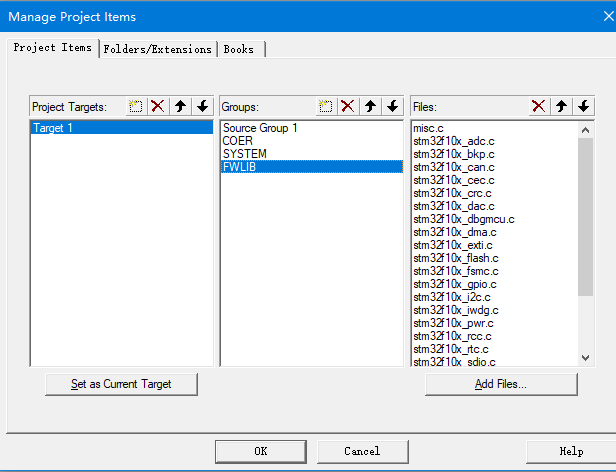 Manage Project Items
Project Items Folders/Extensions Books
Project Targets:
Target 1
Set as Current Target
Groups:
Source Group 1
COER
SYSTEM
FWLIB
Files:
misc.c
stm32f10x_adc.c
stm32f10x_bkp.c
stm32f10x_can.c
stm32f10x_cec.c
stm32f10x_crc.c
stm32f10x_dac.c
stm32f10x_dbgmcu.c
stm32f10x_dma.c
stm32f10x_exti.c
stm32f10x_flash.c
stm32f10x_fsmc.c
stm32f10x_gpio.c
stm32f10x_i2c.c
stm32f10x_iwdg.c
stm32f10x_pwr.c
stm32f10x_rcc.c
stm32f10x_rtc.c
stm32f10x_sdio.c
Add Files...
OK Cancel Help